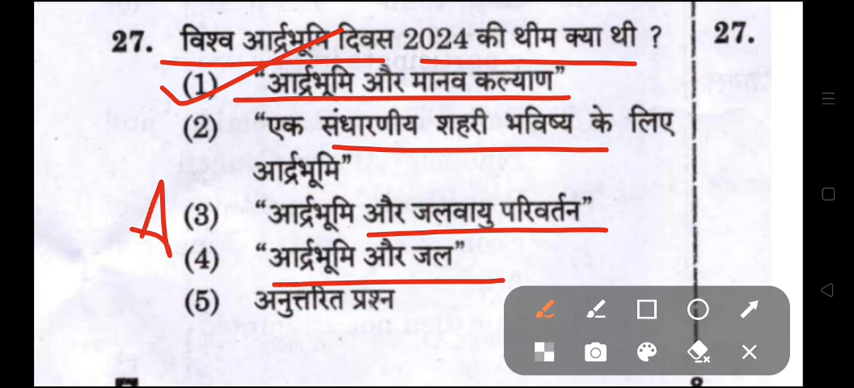 27. विश्व आर्द्रभूमि दिवस 2024 की थीम क्या थी ? 27.
(1) “आर्द्रभूमि और मानव कल्याण”
(2) “एक संधारणीय शहरी भविष्य के लिए
आर्द्रभूमि”
A
(3) “आर्द्रभूमि और जलवायु परिवर्तन”
(4) “आर्द्रभूमि और जल”
(5) अनुत्तरित प्रश्न